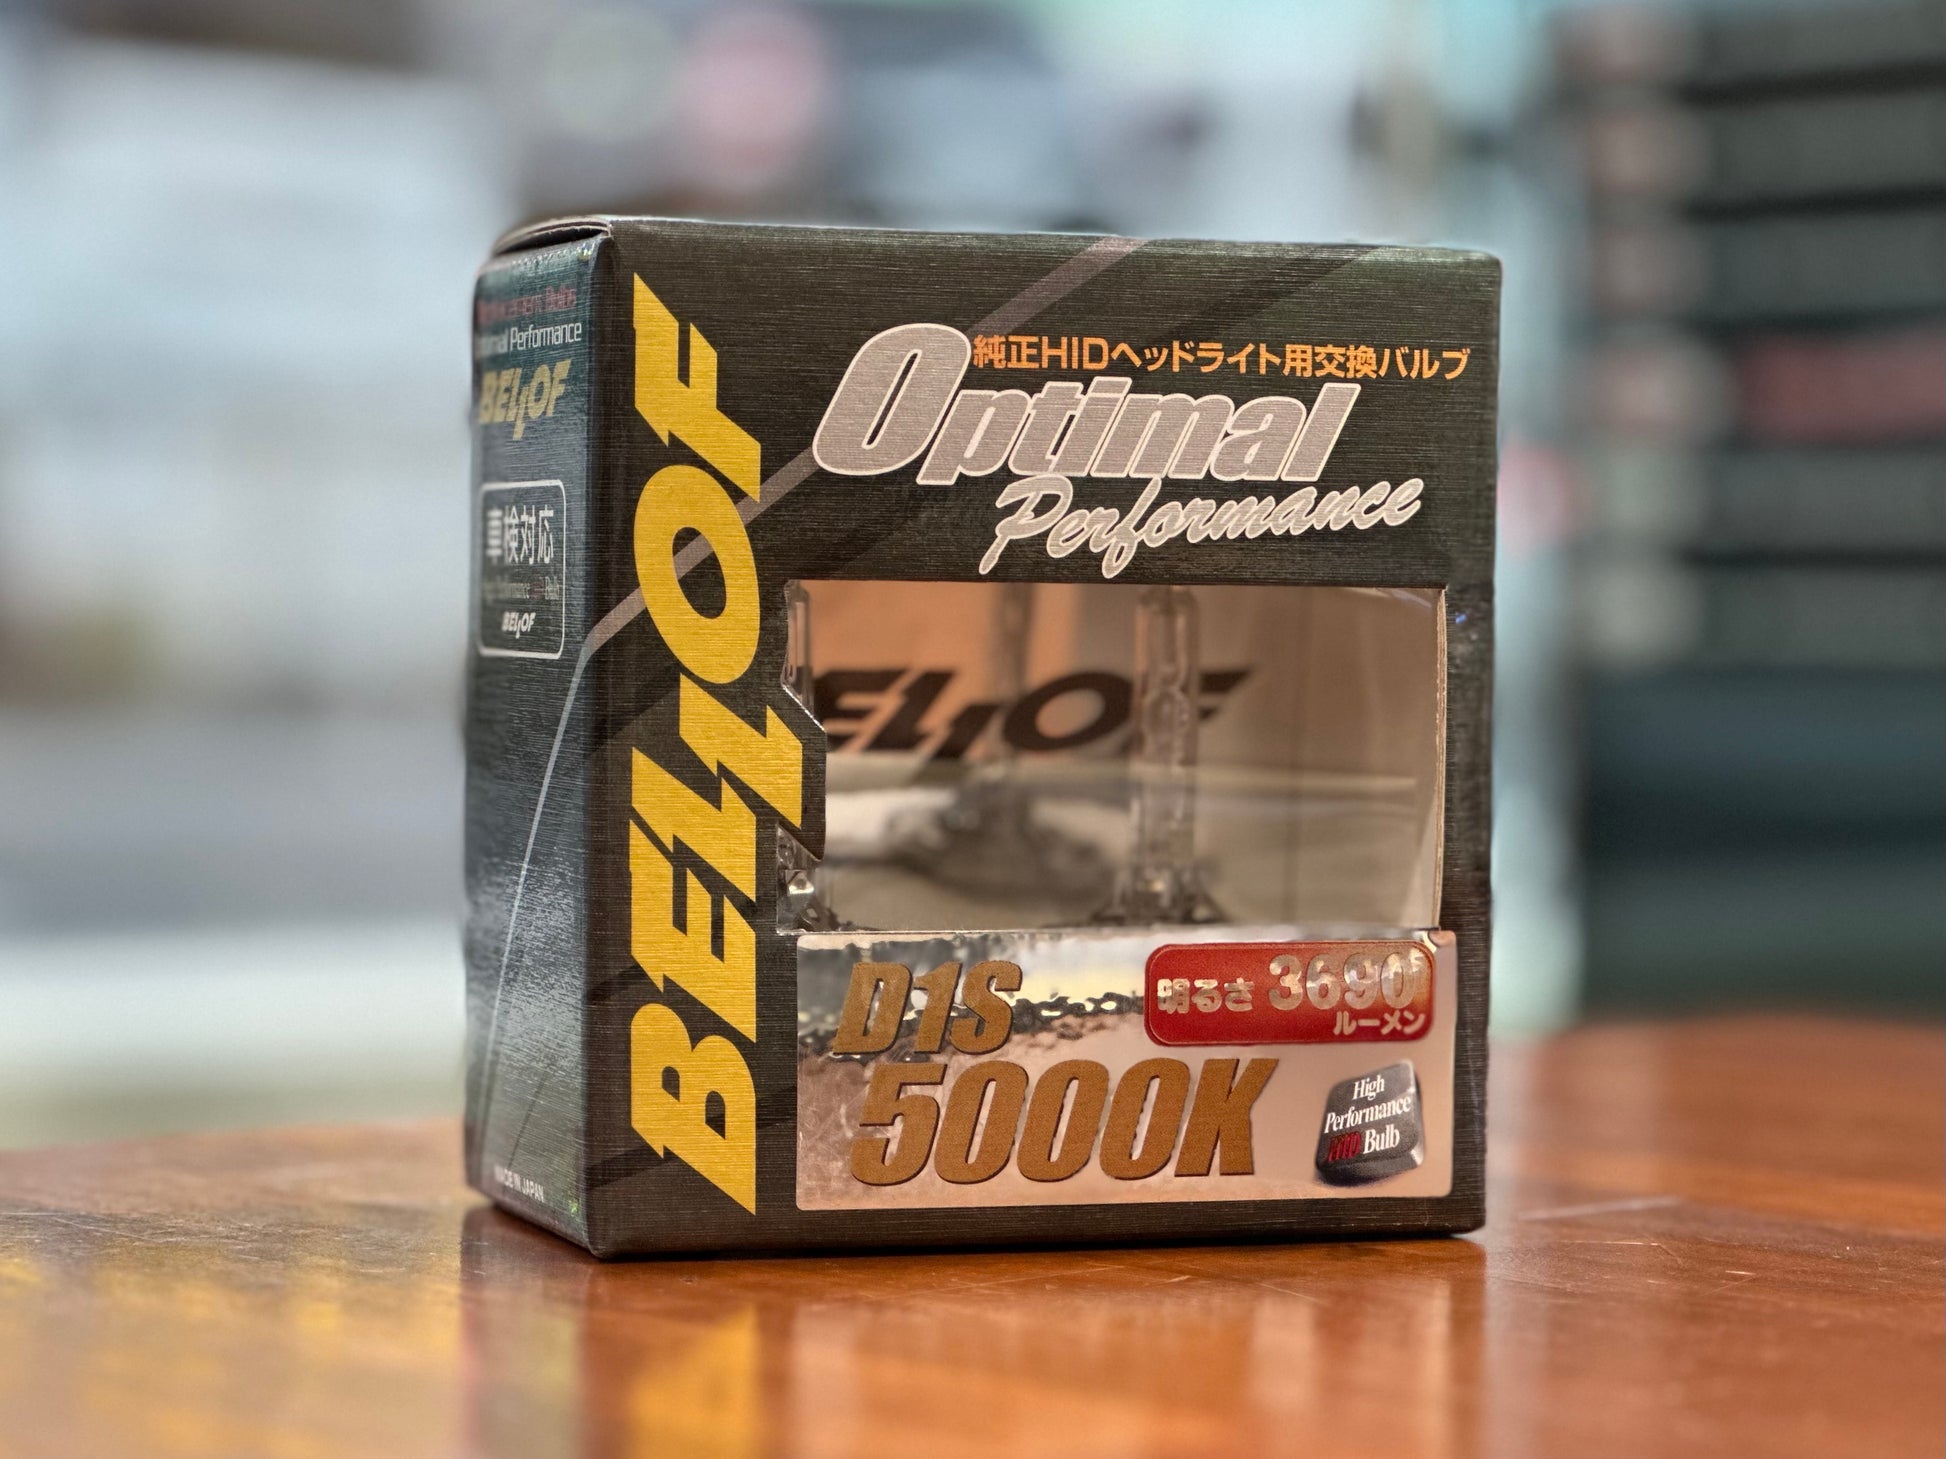 Optimal Performance
BELLOF
車検対応
BELLOF
MADE IN JAPAN
BELLOF
純正HIDヘッドライト用交換バルブ
Optimal
Performance
BELLOF
D1S
明るさ 3690
ルーメン
5000K
High
Performance
HID Bulb